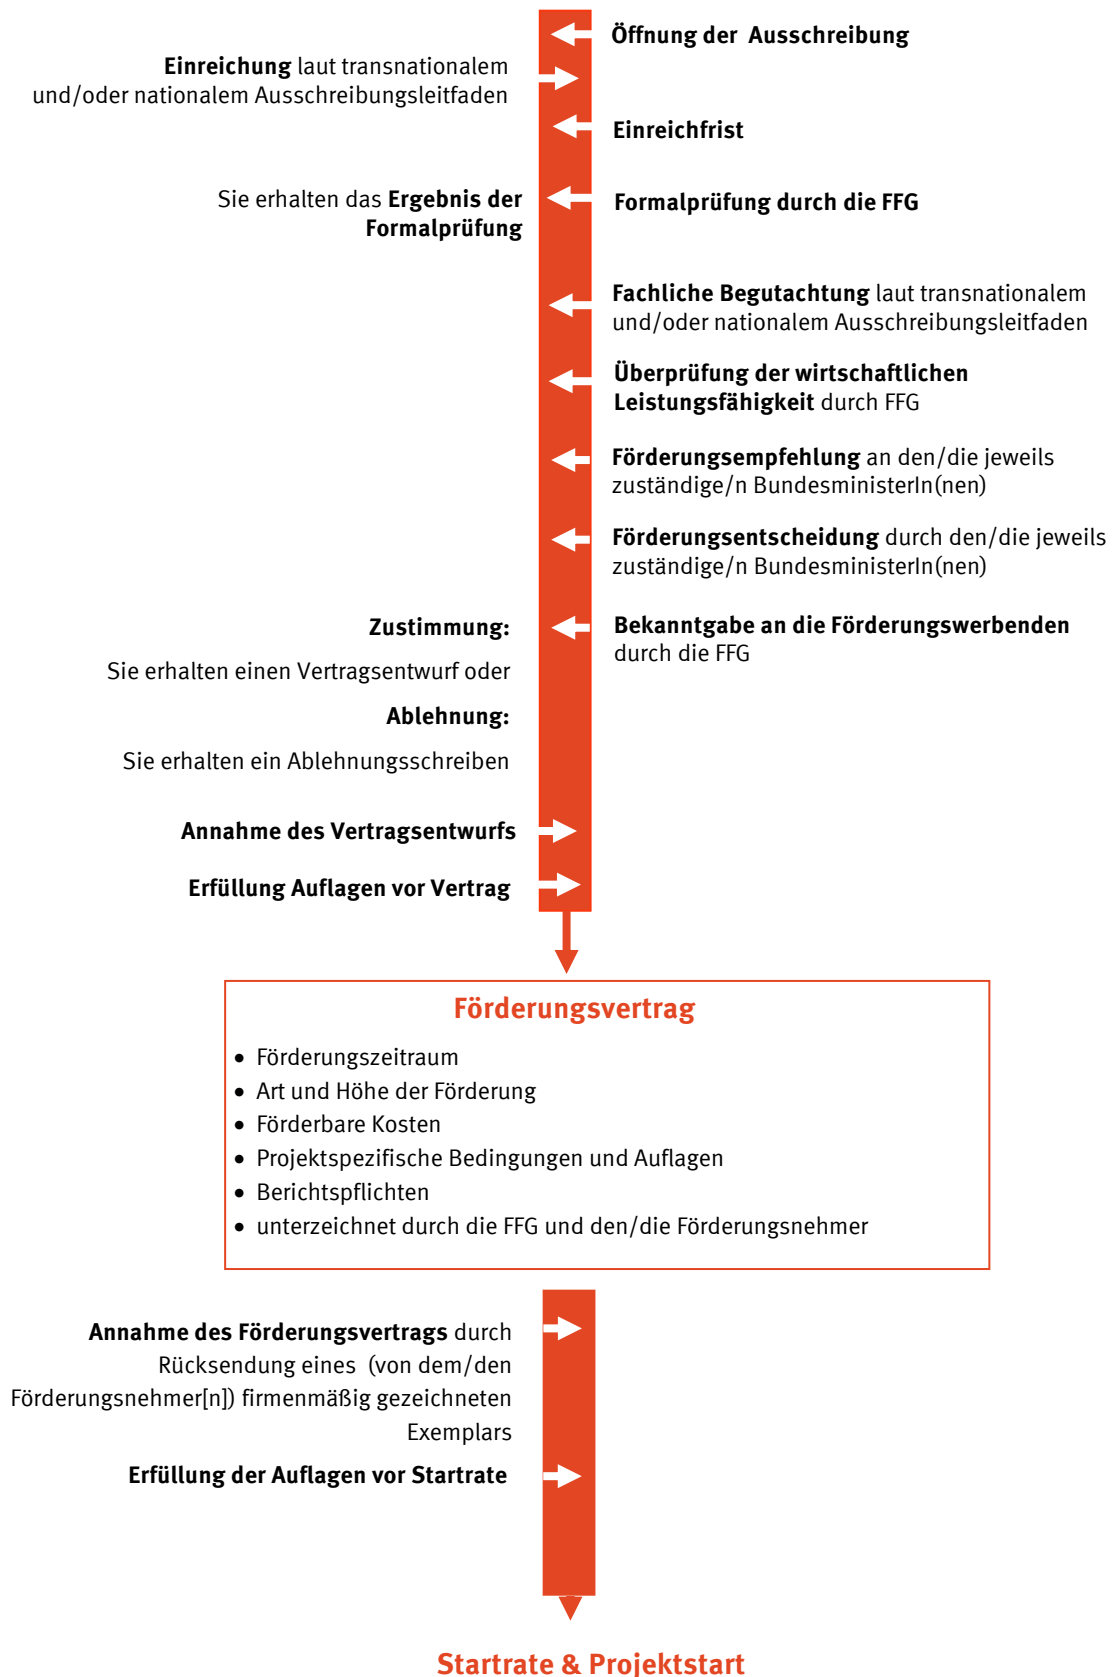 Öffnung der Ausschreibung
Einreichung laut transnationalem
und/oder nationalem Ausschreibungsleitfaden
Einreichfrist
Sie erhalten das Ergebnis der
Formalprüfung
Formalprüfung durch die FFG
Fachliche Begutachtung laut transnationalem
und/oder nationalem Ausschreibungsleitfaden
Überprüfung der wirtschaftlichen
Leistungsfähigkeit durch FFG
Förderungsempfehlung an den/die jeweils
zuständige/n BundesministerIn(nen)
Förderungsentscheidung durch den/die jeweils
zuständige/n BundesministerIn(nen)
Bekanntgabe an die Förderungswerbenden
durch die FFG
Zustimmung:
Sie erhalten einen Vertragsentwurf oder
Ablehnung:
Sie erhalten ein Ablehnungsschreiben
Annahme des Vertragsentwurfs
Erfüllung Auflagen vor Vertrag
Förderungsvertrag
• Förderungszeitraum
• Art und Höhe der Förderung
• Förderbare Kosten
• Projektspezifische Bedingungen und Auflagen
• Berichtspflichten
• unterzeichnet durch die FFG und den/die Förderungsnehmer
Annahme des Förderungsvertrags durch
Rücksendung eines (von dem/den
Förderungsnehmer[n]) firmenmäßig gezeichneten
Exemplars
Erfüllung der Auflagen vor Startrate
Startrate & Projektstart